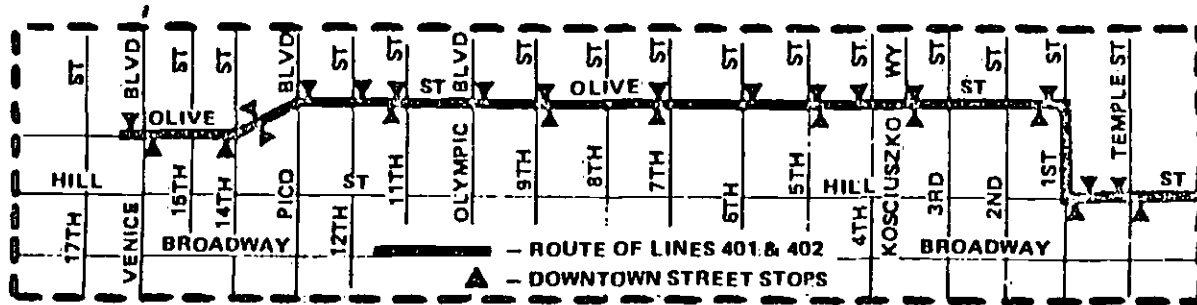 17TH ST
VENICE BLVD
15TH ST
14TH ST
PICO BLVD
12TH ST
11TH ST
OLYMPIC BLVD
9TH ST
8TH ST
7TH ST
6TH ST
5TH ST
4TH ST
KOSCIUSZKO WY
3RD ST
2ND ST
1ST ST
TEMPLE ST
OLIVE ST OLIVE ST
HILL ST HILL ST
BROADWAY BROADWAY
– ROUTE OF LINES 401 & 402
– DOWNTOWN STREET STOPS